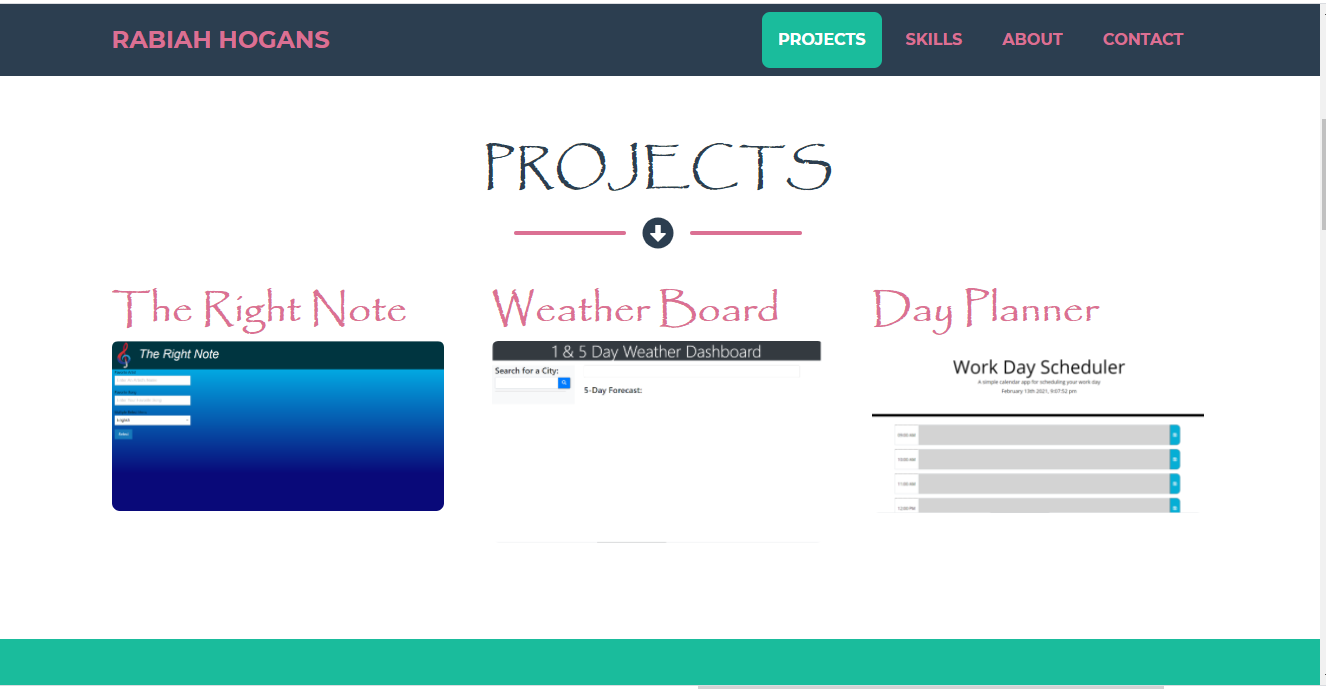 RABIAH HOGANS
PROJECTS SKILLS ABOUT CONTACT
PROJECTS
The Right Note
Weather Board
Day Planner
The Right Note
1 & 5 Day Weather Dashboard
Search for a City:
5-Day Forecast:
Work Day Scheduler
A simple calendar app for scheduling your work day
February 13th 2021, 9:07:52 pm
09:00 AM
10:00 AM
11:00 AM
12:00 PM